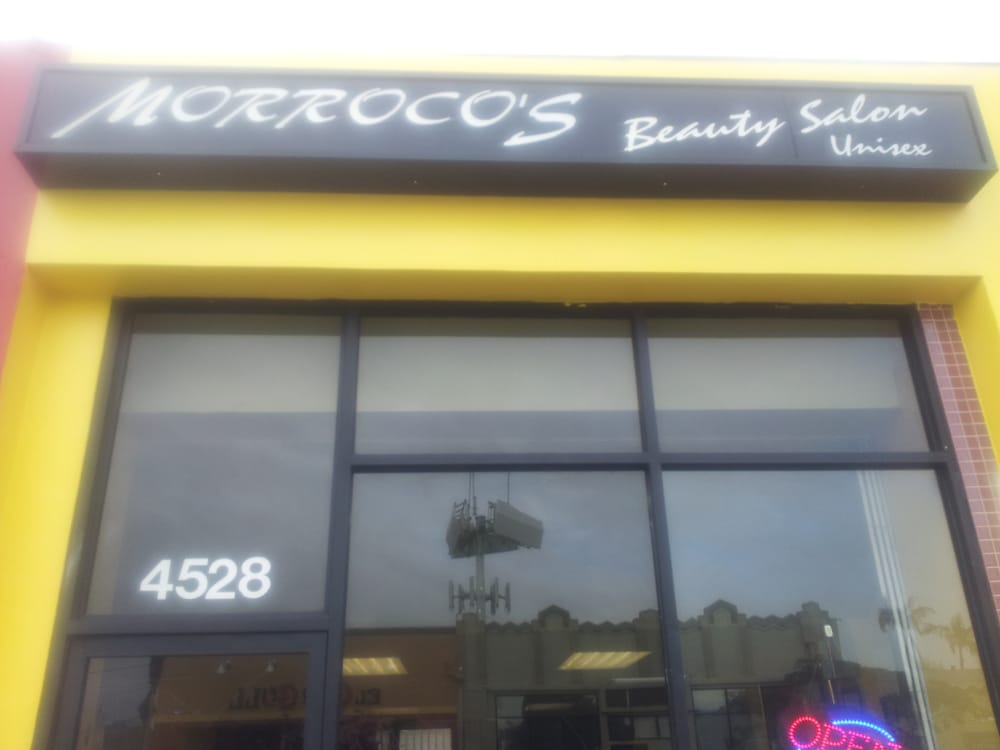 MORROCO'S Beauty Salon
Unisex
4528
OPEN